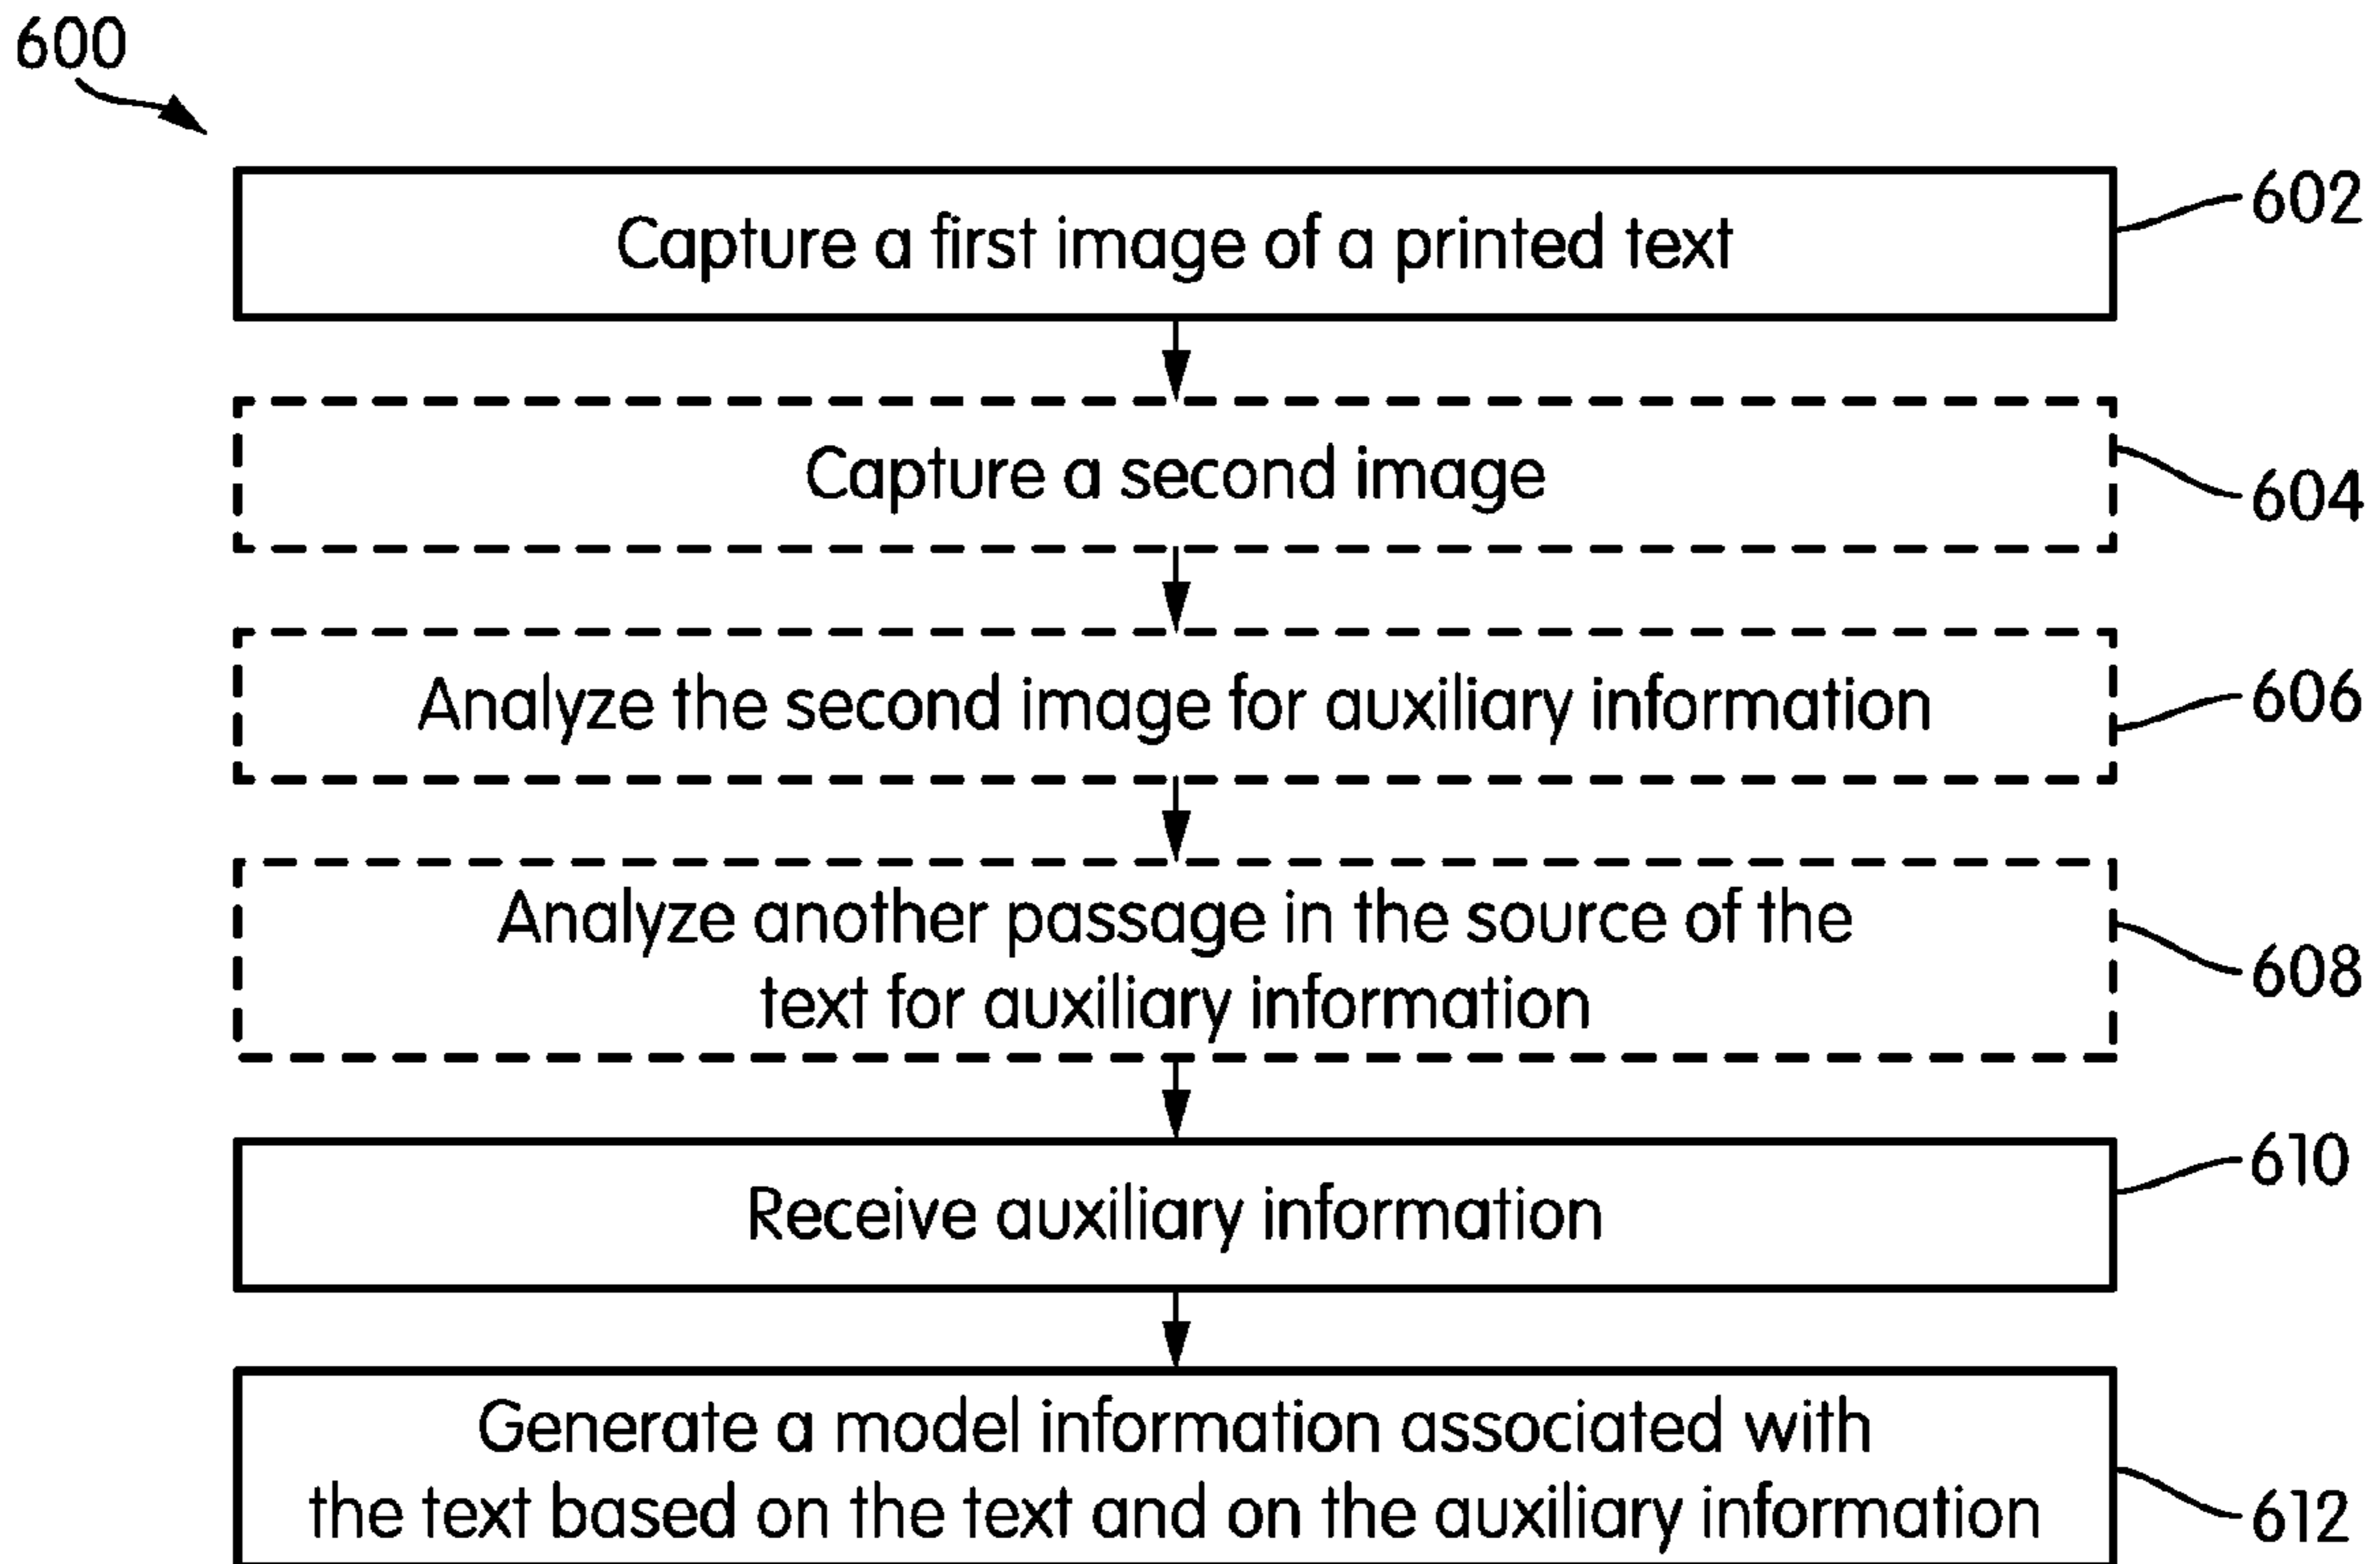 600
Capture a first image of a printed text
602
Capture a second image
604
Analyze the second image for auxiliary information
606
Analyze another passage in the source of the
text for auxiliary information
608
Receive auxiliary information
610
Generate a model information associated with
the text based on the text and on the auxiliary information
612